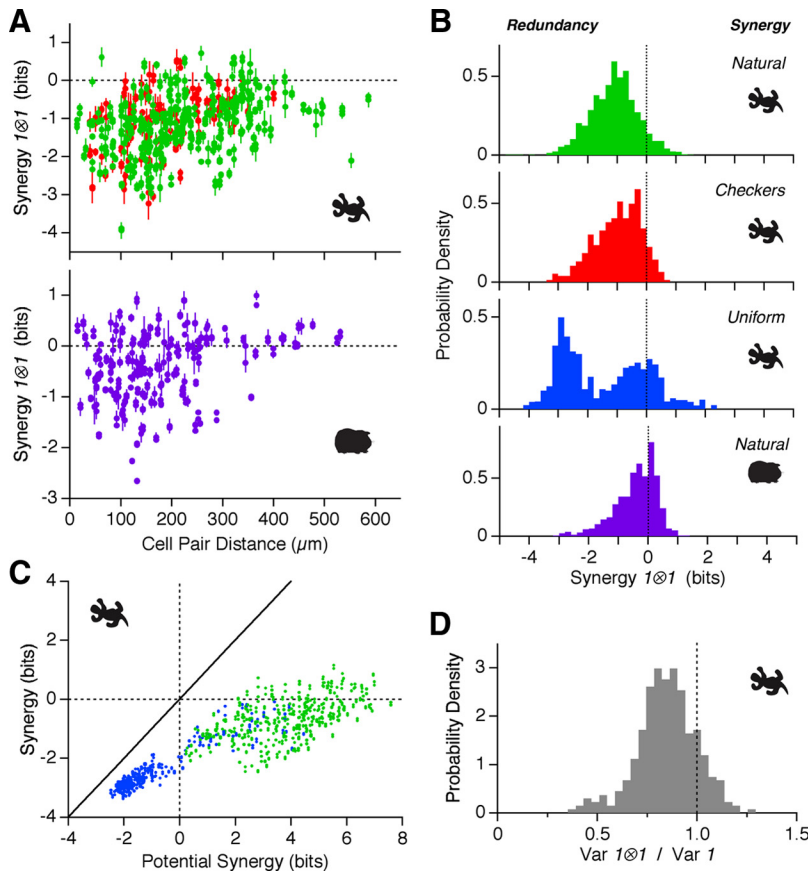 A
1
0
-1
-2
-3
-4
Synergy 1⊗1 (bits)
1
0
-1
-2
-3
Synergy 1⊗1 (bits)
0 100 200 300 400 500 600
Cell Pair Distance (µm)
B
Redundancy Synergy
Natural
0.5
0
Checkers
0.5
0
Uniform
0.5
0
Natural
0.5
0
Probability Density
-4 -2 0 2 4
Synergy 1⊗1 (bits)
C
4
2
0
-2
-4
Synergy (bits)
-4 -2 0 2 4 6 8
Potential Synergy (bits)
D
3
2
1
0
Probability Density
0 0.5 1.0 1.5
Var 1⊗1 / Var 1